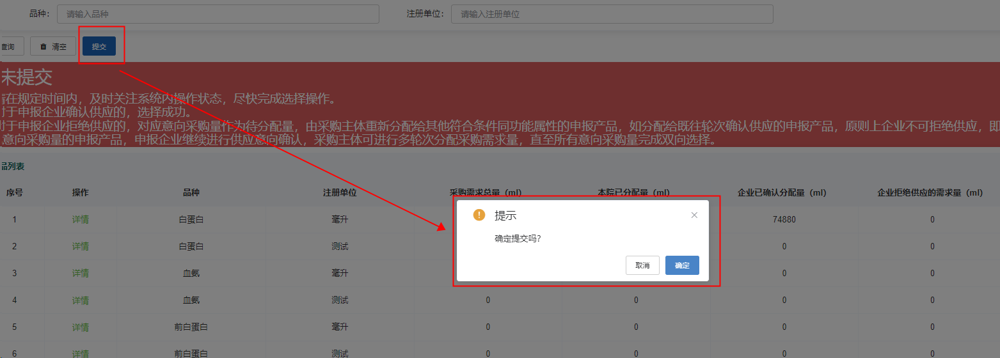 品种： 请输入品种 注册单位： 请输入注册单位
查询 清空 提交
未提交
请在规定时间内，及时关注系统内操作状态，尽快完成选择操作。
对于申报企业确认供应的，选择成功。
对于申报企业拒绝供应的，对应意向采购量作为待分配量，由采购主体重新分配给其他符合条件同功能属性的申报产品，如分配给既往轮次确认供应的申报产品，原则上企业不可拒绝供应，即
意向采购量的申报产品，申报企业继续进行供应意向确认，采购主体可进行多轮次分配采购需求量，直至所有意向采购量完成双向选择。
品列表
序号 操作 品种 注册单位 采购需求总量（ml） 本院已分配量（ml） 企业已确认分配量（ml） 企业拒绝供应的需求量（ml）
1 详情 白蛋白 毫升 74880 0
2 详情 白蛋白 测试 0 0
3 详情 血氨 毫升 0 0
4 详情 血氨 测试 0 0 0 0
5 详情 前白蛋白 毫升 0 0 0 0
6 详情 前白蛋白 测试 0 0 0 0
提示
确定提交吗？
取消 确定